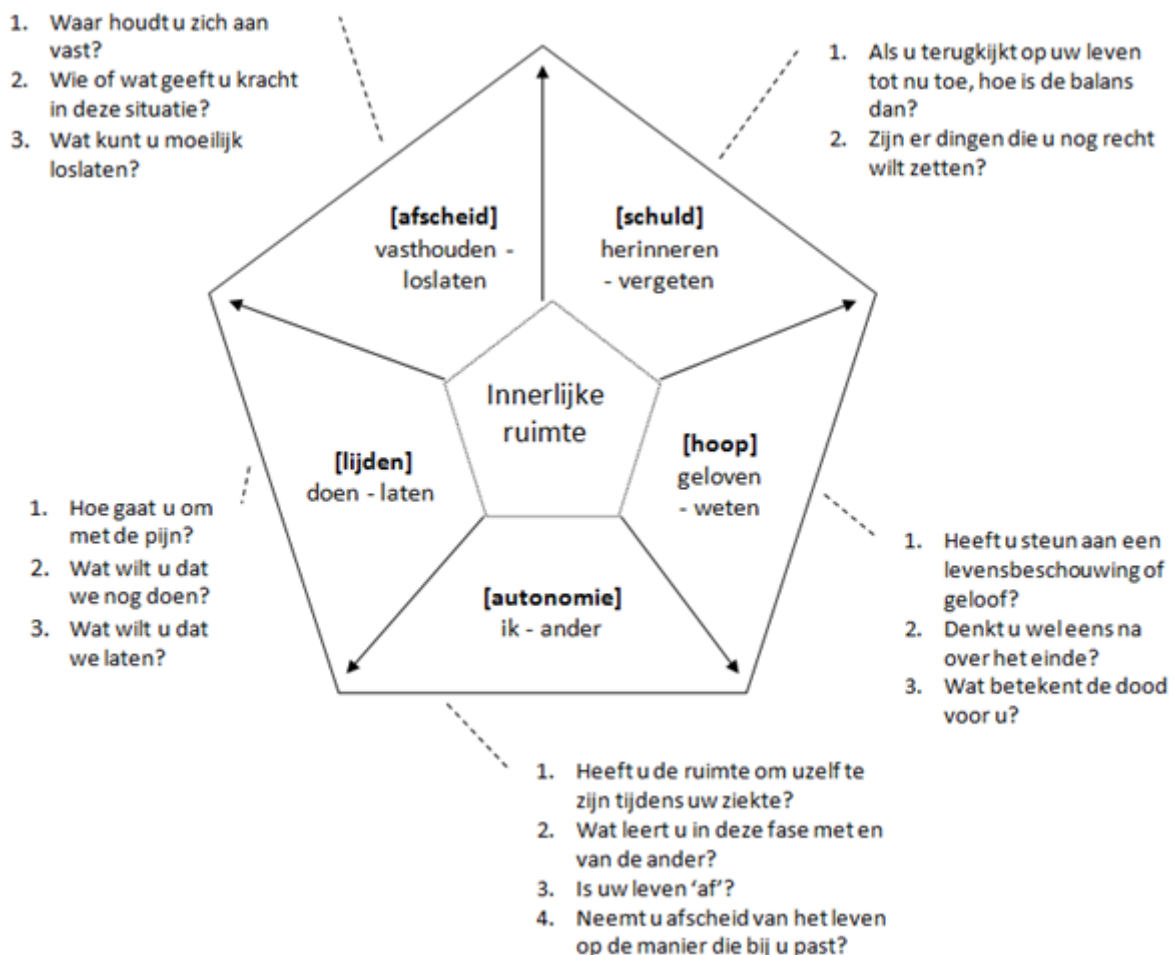 1. Waar houdt u zich aan
vast?
2. Wie of wat geeft u kracht
in deze situatie?
3. Wat kunt u moeilijk
loslaten?
1. Als u terugkijkt op uw leven
tot nu toe, hoe is de balans
dan?
2. Zijn er dingen die u nog recht
wilt zetten?
[afscheid]
vasthouden -
loslaten
[schuld]
herinneren
- vergeten
Innerlijke
ruimte
[lijden]
doen - laten
[hoop]
geloven
- weten
[autonomie]
ik - ander
1. Hoe gaat u om
met de pijn?
2. Wat wilt u dat
we nog doen?
3. Wat wilt u dat
we laten?
1. Heeft u steun aan een
levensbeschouwing of
geloof?
2. Denkt u wel eens na
over het einde?
3. Wat betekent de dood
voor u?
1. Heeft u de ruimte om uzelf te
zijn tijdens uw ziekte?
2. Wat leert u in deze fase met en
van de ander?
3. Is uw leven ‘af’?
4. Neemt u afscheid van het leven
op de manier die bij u past?